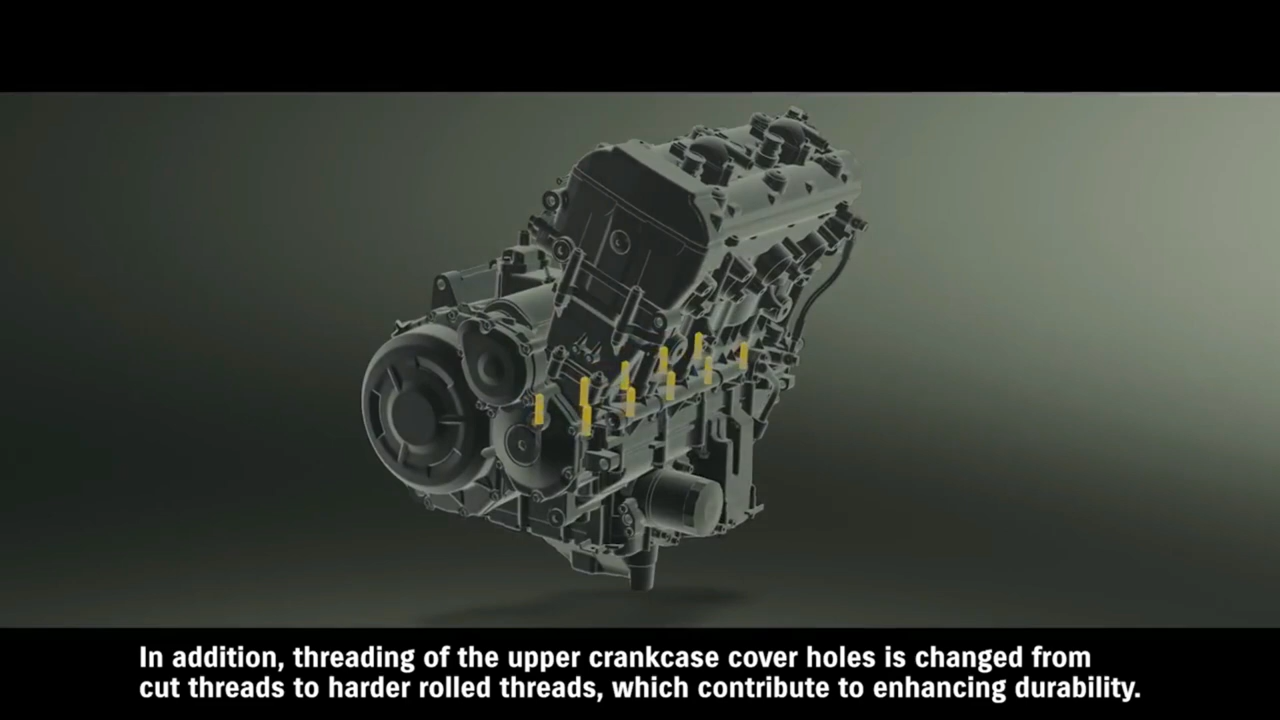 In addition, threading of the upper crankcase cover holes is changed from
cut threads to harder rolled threads, which contribute to enhancing durability.